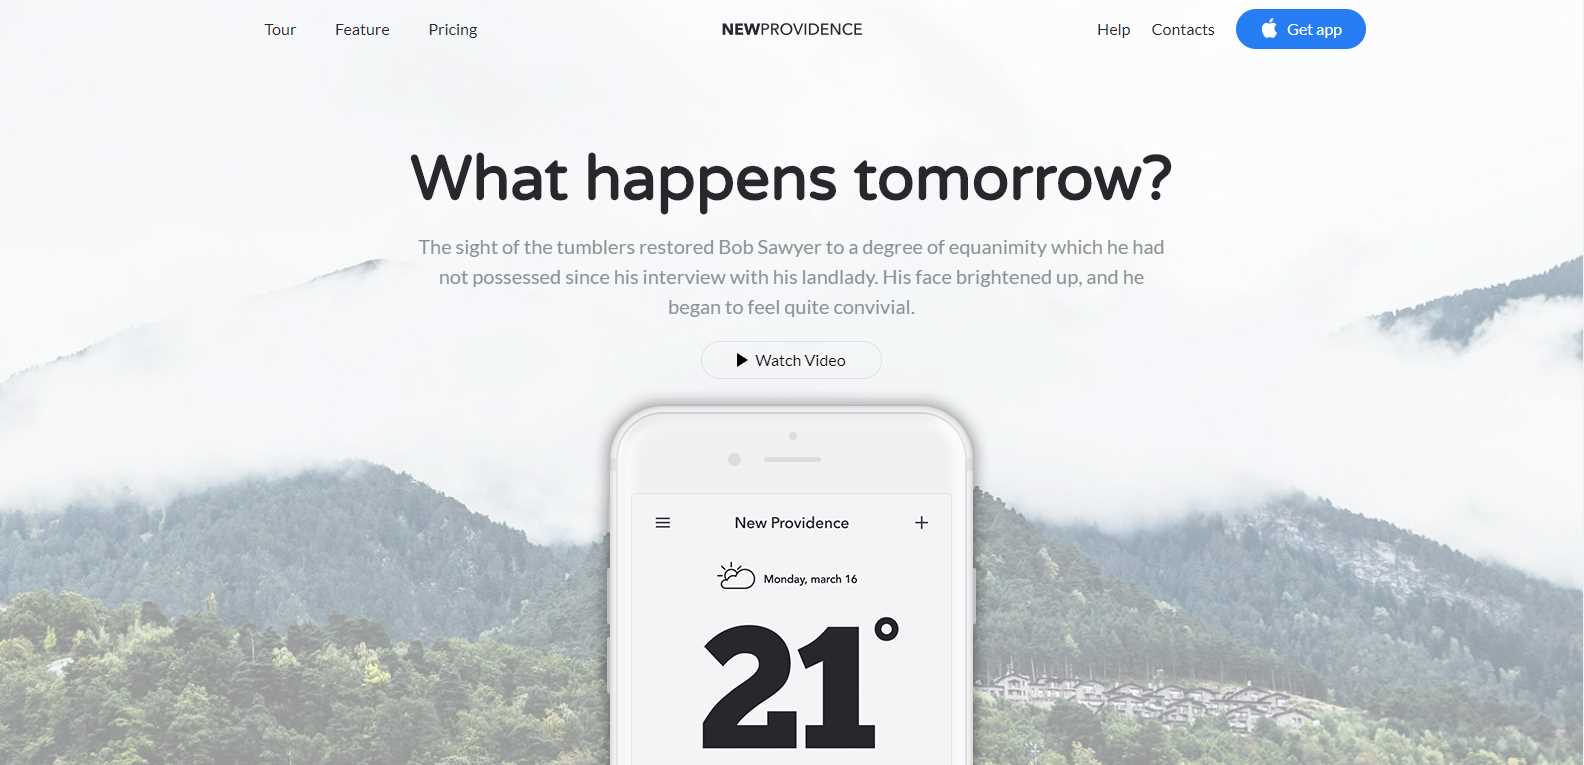 Tour
Feature
Pricing
NEWPROVIDENCE
Help
Contacts
Get app
What happens tomorrow?
The sight of the tumblers restored Bob Sawyer to a degree of equanimity which he had
not possessed since his interview with his landlady. His face brightened up, and he
began to feel quite convivial.
Watch Video
New Providence
Monday, march 16
21°